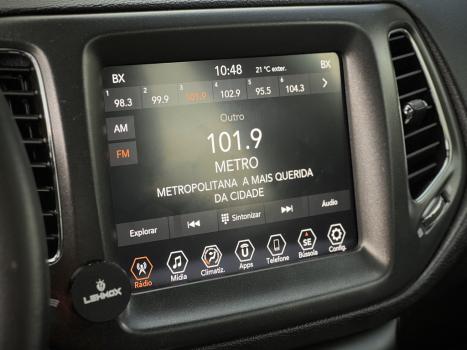 BX 10:48 21 °C exter. BX
1 98.3 2 99.9 3 101.9 4 102.9 5 95.5 6 104.3
AM
FM
Outro
101.9
METRO
METROPOLITANA A MAIS QUERIDA
DA CIDADE
Explorar Sintonizar Áudio
SE
Rádio Mídia Climatiz. Apps Telefone Bússola Config.
LEHMOX